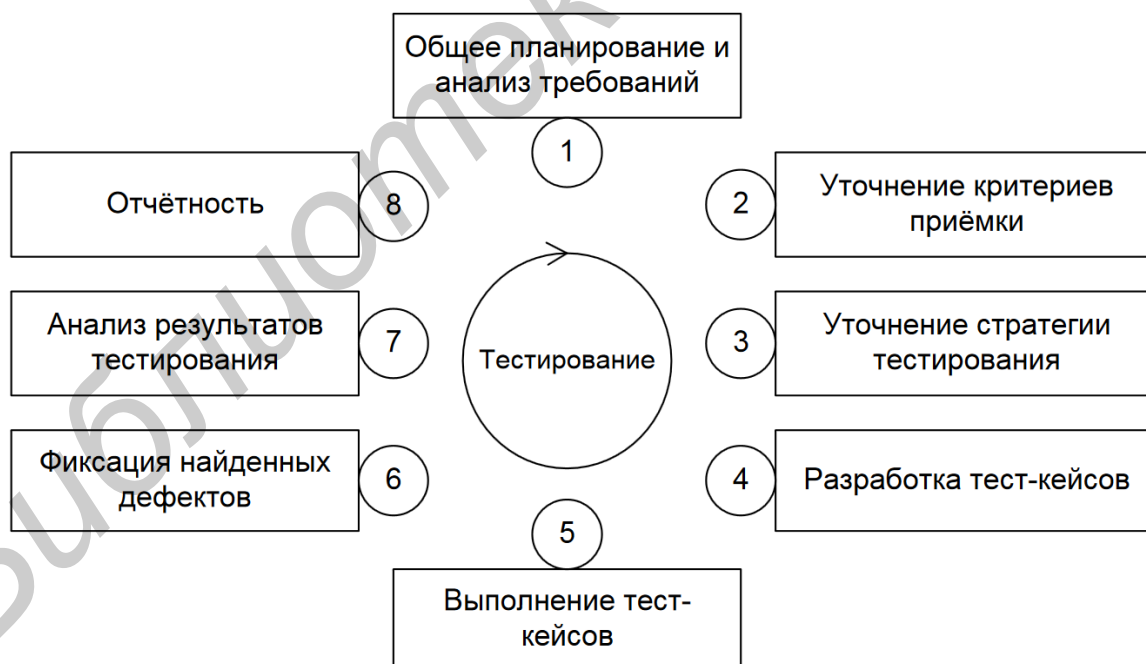 Общее планирование и
анализ требований
1
2
Уточнение критериев
приёмки
3
Уточнение стратегии
тестирования
4
Разработка тест-кейсов
5
Выполнение тест-
кейсов
6
Фиксация найденных
дефектов
7
Анализ результатов
тестирования
8
Отчётность
Тестирование
Библиотек